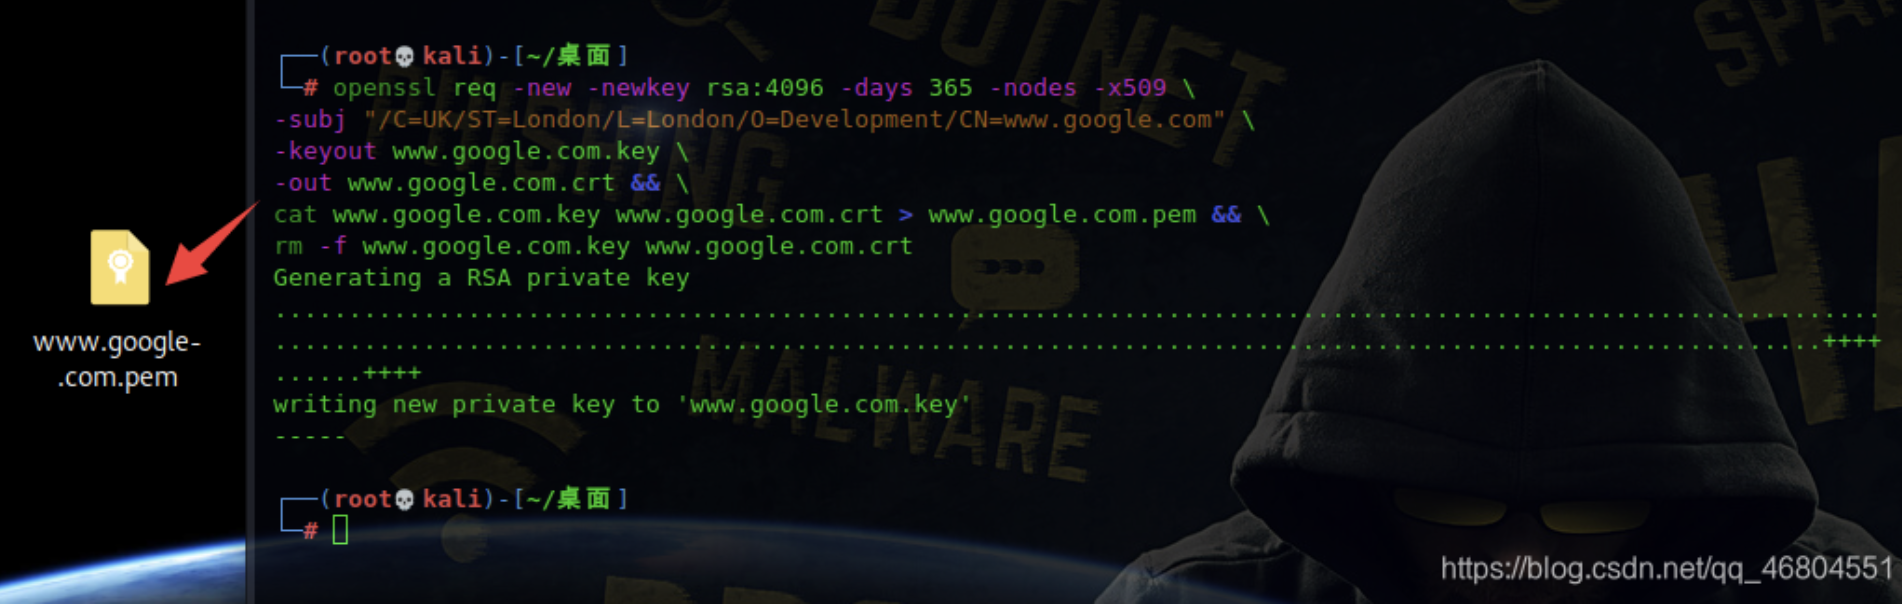 (root💀kali)-[~/桌面]
# openssl req -new -newkey rsa:4096 -days 365 -nodes -x509 \
-subj "/C=UK/ST=London/L=London/O=Development/CN=www.google.com" \
-keyout www.google.com.key \
-out www.google.com.crt && \
cat www.google.com.key www.google.com.crt > www.google.com.pem && \
rm -f www.google.com.key www.google.com.crt
Generating a RSA private key
..........................................................................................................
.........................................................................................................++++
......++++
writing new private key to 'www.google.com.key'
-----
(root💀kali)-[~/桌面]
#
www.google-
.com.pem
DOTNET
PHISHING
MALWARE
https://blog.csdn.net/qq_46804551